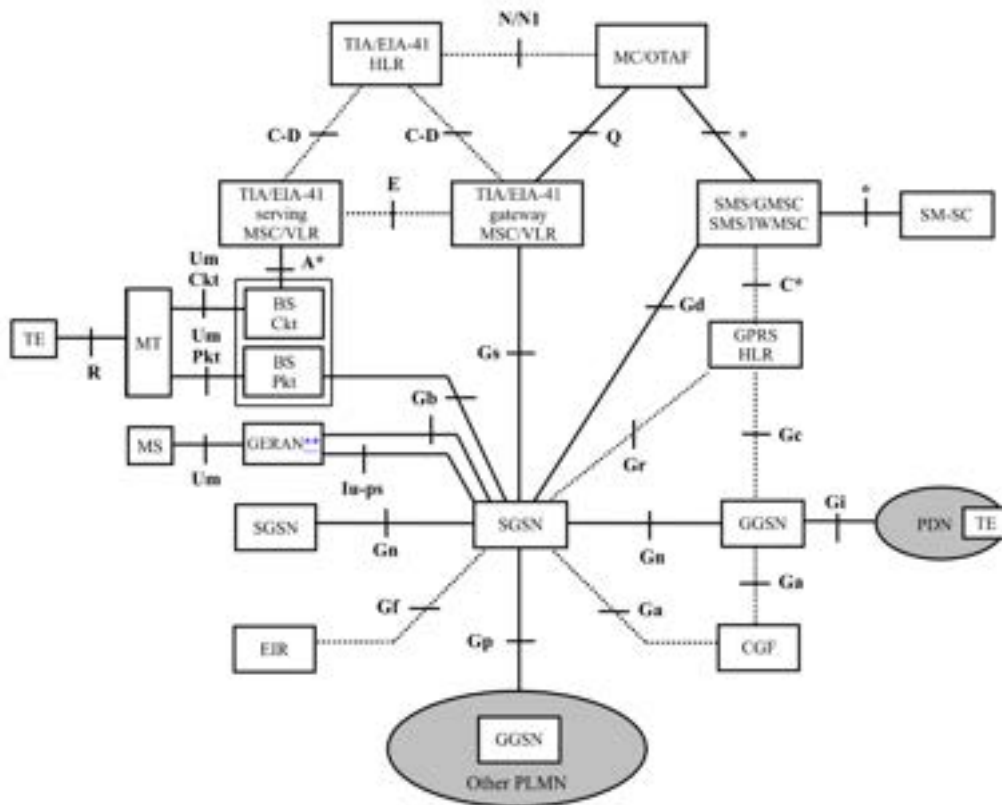 N/N1
TIA/EIA-41
HLR
MC/OTAF
C-D
C-D
Q
*
TIA/EIA-41
serving
MSC/VLR
E
TIA/EIA-41
gateway
MSC/VLR
SMS/GMSC
SMS/IWMSC
*
SM-SC
Um
Ckt
A*
C*
BS
Ckt
Gd
TE
R
MT
Um
Pkt
GPRS
HLR
BS
Pkt
Gs
Gb
MS
Um
GERAN**
Iu-ps
Gr
Gc
SGSN
Gn
SGSN
Gn
GGSN
Gi
PDN
TE
Gf
Ga
Ga
EIR
Gp
CGF
GGSN
Other PLMN